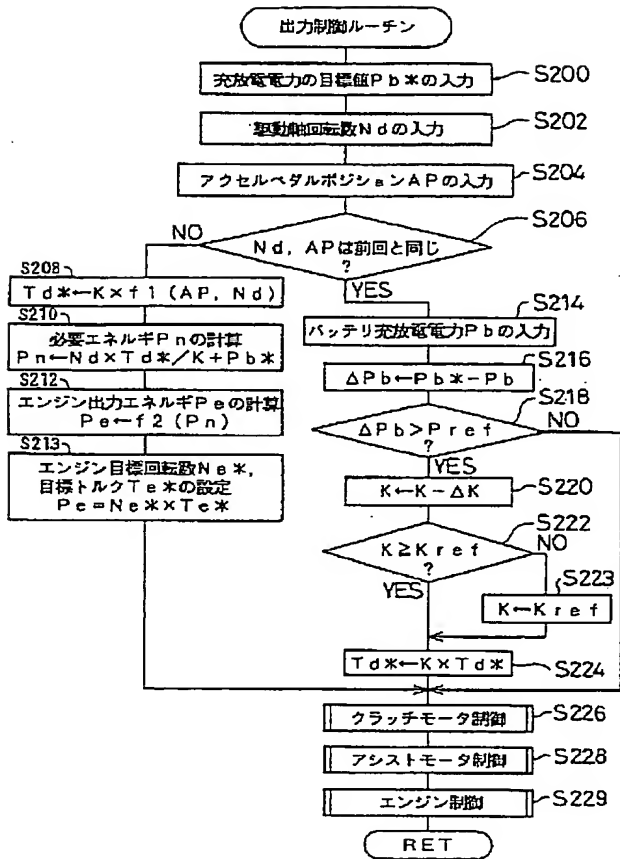 出力制御ルーチン
充放電電力の目標値Pb*の入力
S200
駆動軸回転数Ndの入力
S202
アクセルペダルポジションAPの入力
S204
S206
Nd,APは前回と同じ
?
NO
YES
S208
Td*←K×f1(AP,Nd)
S210
必要エネルギPnの計算
Pn←Nd×Td*/K+Pb*
S212
エンジン出力エネルギPeの計算
Pe←f2(Pn)
S213
エンジン目標回転数Ne*,
目標トルクTe*の設定
Pe=Ne*×Te*
S214
バッテリ充放電電力Pbの入力
S216
ΔPb←Pb*-Pb
S218
ΔPb>Pref
?
NO
YES
K←K-ΔK
S220
S222
K≧Kref
?
NO
YES
S223
K←Kref
Td*←K×Td*
S224
クラッチモータ制御
S226
アシストモータ制御
S228
エンジン制御
S229
RET